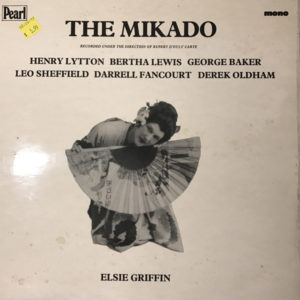 Pearl
mono
THE MIKADO
RECORDED UNDER THE DIRECTION OF RUPERT D'OYLY CARTE
HENRY LYTTON BERTHA LEWIS GEORGE BAKER
LEO SHEFFIELD DARRELL FANCOURT DEREK OLDHAM
ELSIE GRIFFIN